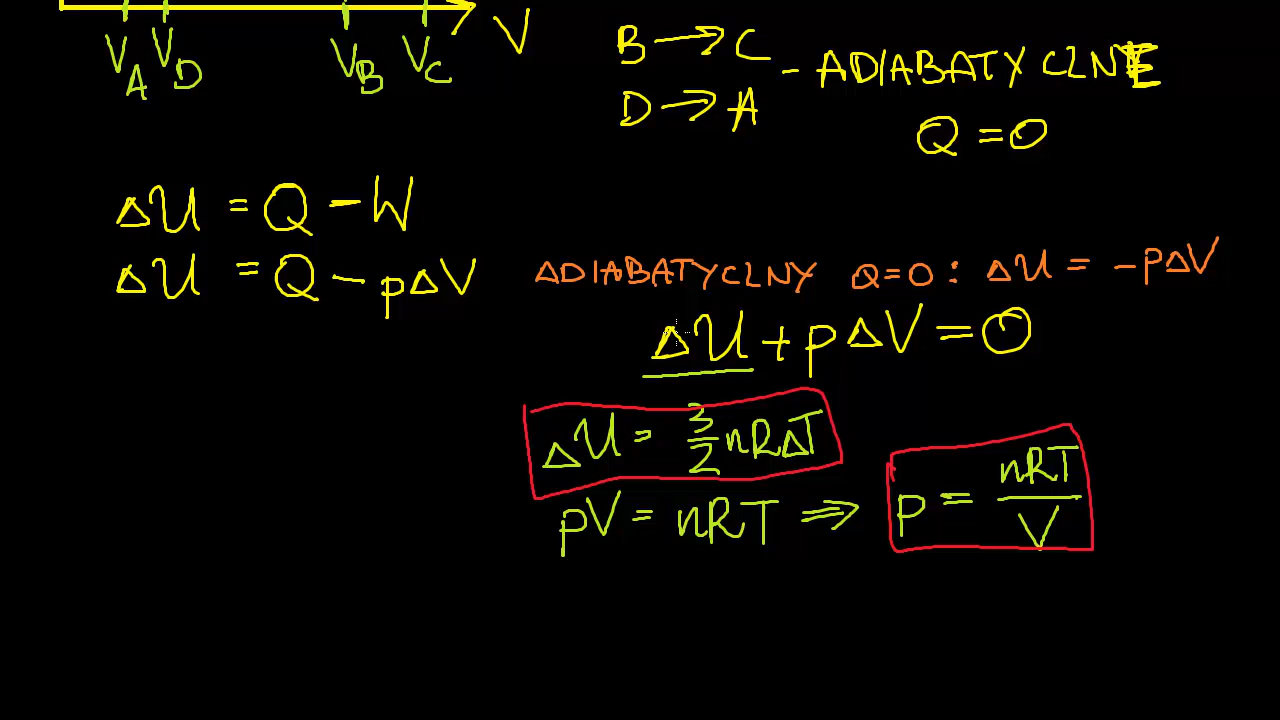 V
V_A V_D V_B V_C
B → C
D → A
- ADIABATYCZNE
Q = 0
ΔU = Q - W
ΔU = Q - pΔV
ADIABATYCZNY Q=0 : ΔU = -pΔV
ΔU + pΔV = 0
ΔU = 3/2 nRΔT
pV = nRT ⇒ p = nRT/V